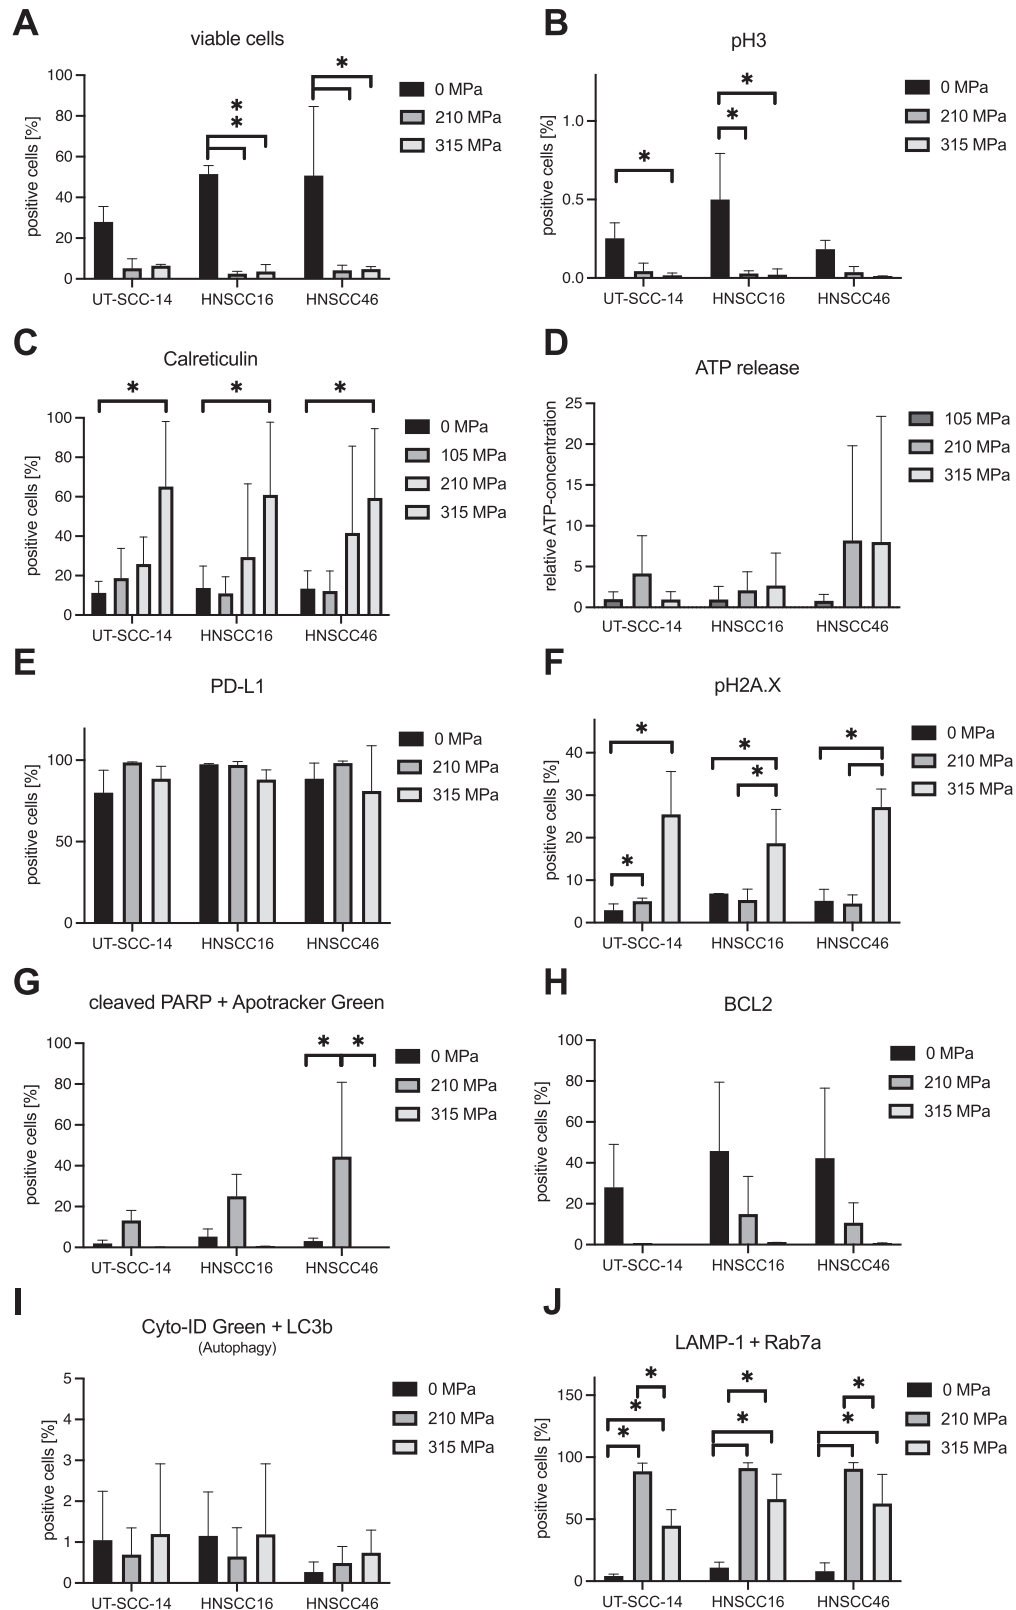 A
viable cells
positive cells [%]
100
80
60
40
20
0
*
*
*
0 MPa
210 MPa
315 MPa
UT-SCC-14 HNSCC16 HNSCC46
B
pH3
positive cells [%]
1.0
0.5
0.0
*
*
*
0 MPa
210 MPa
315 MPa
UT-SCC-14 HNSCC16 HNSCC46
C
Calreticulin
positive cells [%]
100
80
60
40
20
0
* * *
0 MPa
105 MPa
210 MPa
315 MPa
UT-SCC-14 HNSCC16 HNSCC46
D
ATP release
relative ATP-concentration
25
20
15
10
5
0
105 MPa
210 MPa
315 MPa
UT-SCC-14 HNSCC16 HNSCC46
E
PD-L1
positive cells [%]
100
50
0
0 MPa
210 MPa
315 MPa
UT-SCC-14 HNSCC16 HNSCC46
F
pH2A.X
positive cells [%]
40
30
20
10
0
* * *
*
*
0 MPa
210 MPa
315 MPa
UT-SCC-14 HNSCC16 HNSCC46
G
cleaved PARP + Apotracker Green
positive cells [%]
100
80
60
40
20
0
* *
0 MPa
210 MPa
315 MPa
UT-SCC-14 HNSCC16 HNSCC46
H
BCL2
positive cells [%]
100
80
60
40
20
0
0 MPa
210 MPa
315 MPa
UT-SCC-14 HNSCC16 HNSCC46
I
Cyto-ID Green + LC3b
(Autophagy)
positive cells [%]
5
4
3
2
1
0
0 MPa
210 MPa
315 MPa
UT-SCC-14 HNSCC16 HNSCC46
J
LAMP-1 + Rab7a
positive cells [%]
150
100
50
0
* * *
* * *
*
0 MPa
210 MPa
315 MPa
UT-SCC-14 HNSCC16 HNSCC46